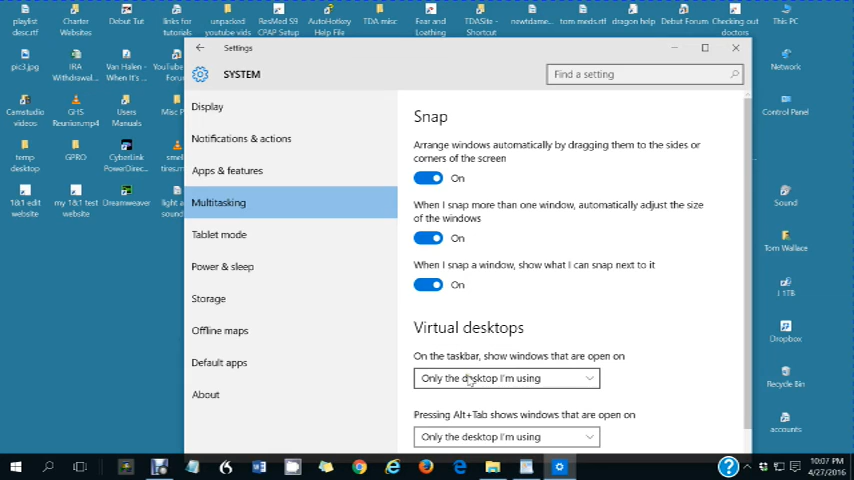 playlist desc.rtf
Charter Websites
Debut Tut
links for tutorials
unpacked youtube vids
ResMed S9 CPAP Setup
AutoHotkey Help File
TDA misc
Fear and Loathing
TDASite - Shortcut
newtdame...
tom meds.rtf
dragon help
Debut Forum
Checking out doctors
This PC
Settings
SYSTEM
Find a setting
pic3.jpg
IRA Withdrawal...
Van Halen - When It's ...
YouTube Forum
Network
Display
Camstudio videos
GHS Reunion.mp4
Users Manuals
Misc
Control Panel
Notifications & actions
temp desktop
GPRO
CyberLink PowerDirec...
smell tires.m
Apps & features
1&1 edit website
my 1&1 test website
Dreamweaver
light a sound
Sound
Multitasking
Tablet mode
Tom Wallace
Power & sleep
Storage
J 1TB
Offline maps
Dropbox
Default apps
Recycle Bin
About
accounts
Snap
Arrange windows automatically by dragging them to the sides or
corners of the screen
On
When I snap more than one window, automatically adjust the size
of the windows
On
When I snap a window, show what I can snap next to it
On
Virtual desktops
On the taskbar, show windows that are open on
Only the desktop I'm using
Pressing Alt+Tab shows windows that are open on
Only the desktop I'm using
10:07 PM
4/27/2016